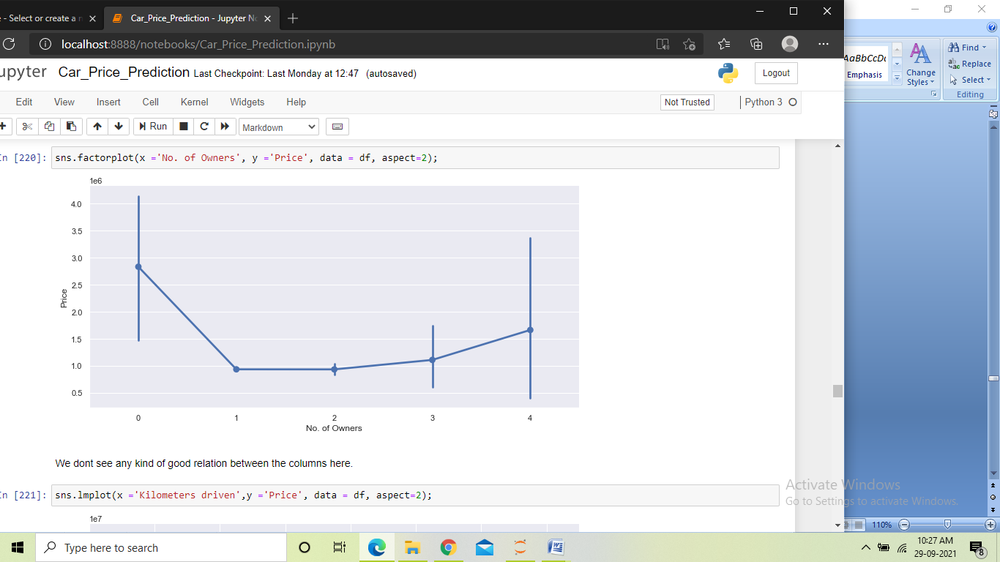 e - Select or create a n
Car_Price_Prediction - Jupyter No
localhost:8888/notebooks/Car_Price_Prediction.ipynb
upyter Car_Price_Prediction Last Checkpoint: Last Monday at 12:47 (autosaved)
Logout
Edit View Insert Cell Kernel Widgets Help
Not Trusted
Python 3
Run
Markdown
In [220]: sns.factorplot(x ='No. of Owners', y ='Price', data = df, aspect=2);
1e6
4.0
3.5
3.0
2.5
2.0
1.5
1.0
0.5
Price
0 1 2 3 4
No. of Owners
We dont see any kind of good relation between the columns here.
In [221]: sns.lmplot(x ='Kilometers driven',y ='Price', data = df, aspect=2);
1e7
AaBbCcDd
Emphasis
Change
Styles
Find
Replace
Select
Editing
Activate Windows
Go to Settings to activate Windows.
110%
Type here to search
10:27 AM
29-09-2021
8